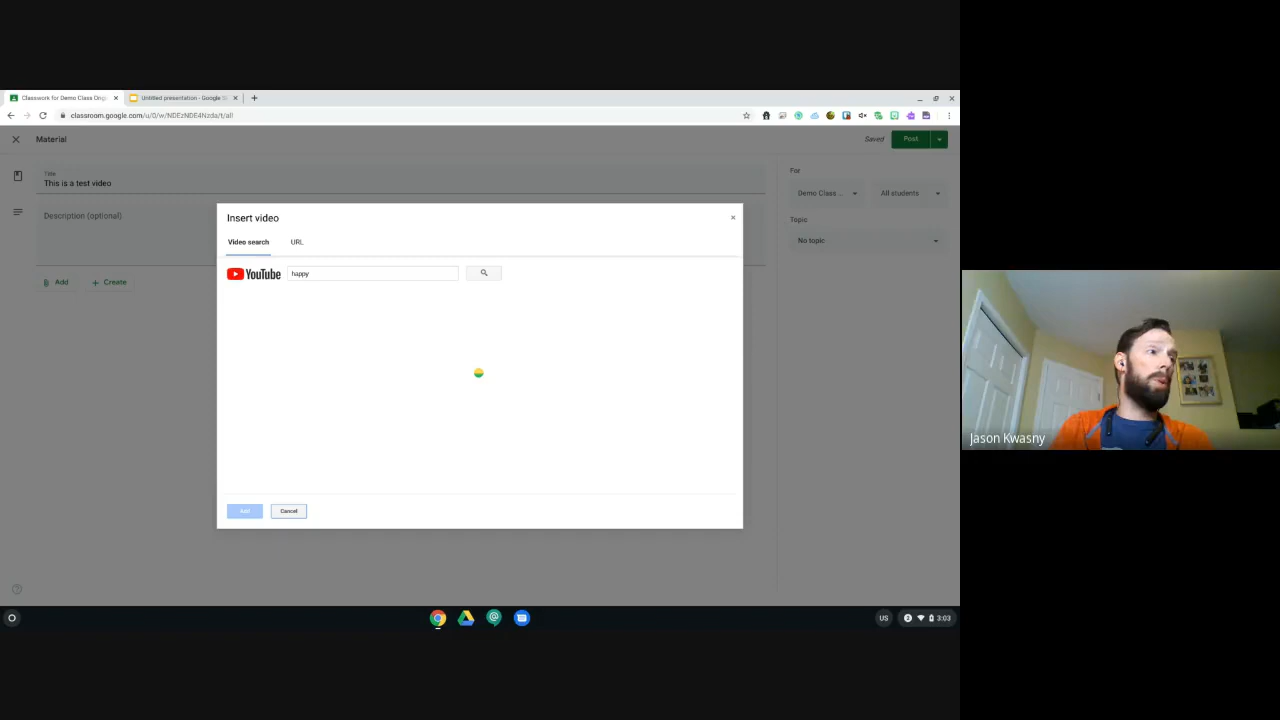 Classwork for Demo Class Orig
Untitled presentation - Google S
classroom.google.com/u/0/w/NDEzNDE4Nzda/t/all
Material
Saved
Post
Title
This is a test video
Description (optional)
Add
Create
For
Demo Class ...
All students
Topic
No topic
Insert video
Video search
URL
YouTube
happy
Add
Cancel
US
3:03
Jason Kwasny